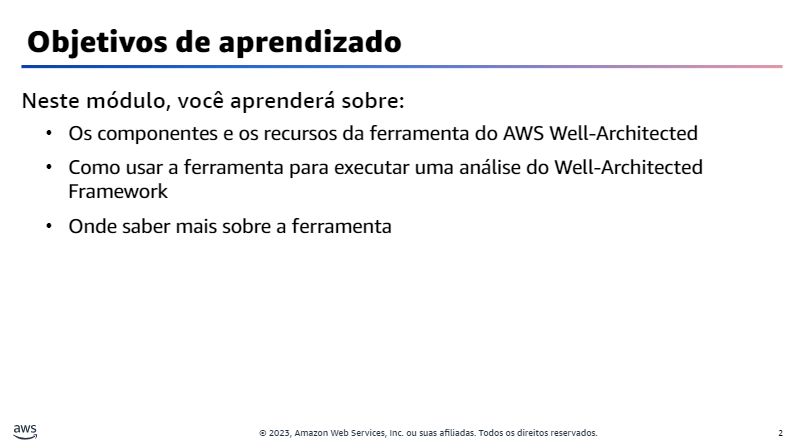 Objetivos de aprendizado
Neste módulo, você aprenderá sobre:
• Os componentes e os recursos da ferramenta do AWS Well-Architected
• Como usar a ferramenta para executar uma análise do Well-Architected
Framework
• Onde saber mais sobre a ferramenta
aws
© 2023, Amazon Web Services, Inc. ou suas afiliadas. Todos os direitos reservados.
2